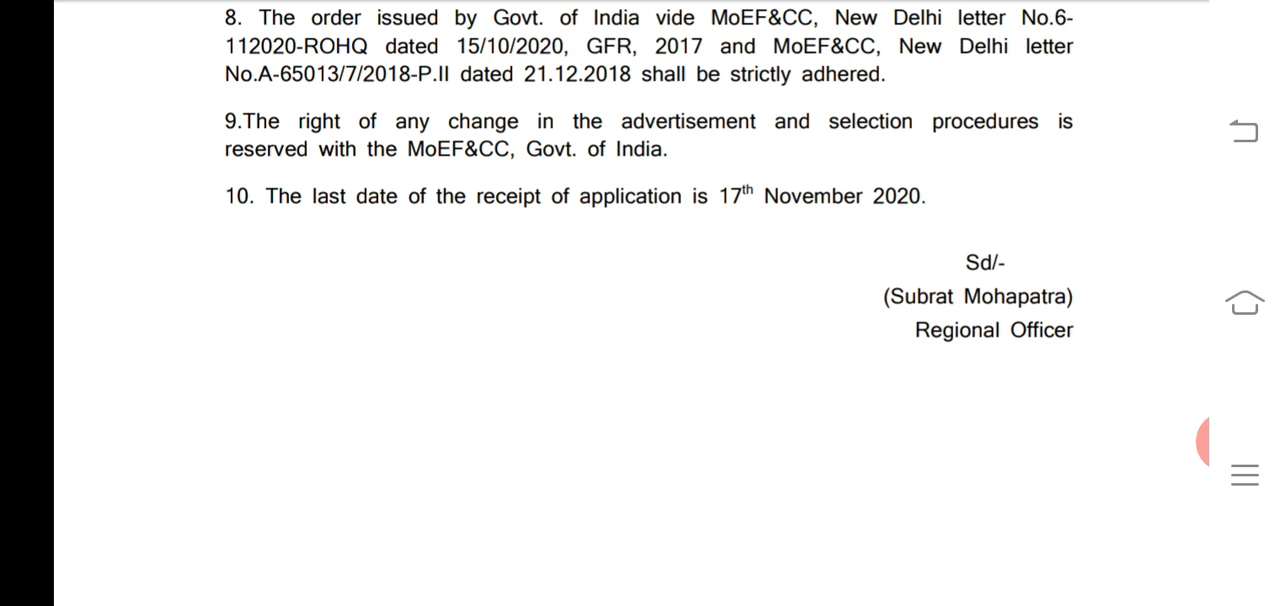 8. The order issued by Govt. of India vide MoEF&CC, New Delhi letter No.6-
112020-ROHQ dated 15/10/2020, GFR, 2017 and MoEF&CC, New Delhi letter
No.A-65013/7/2018-P.II dated 21.12.2018 shall be strictly adhered.
9.The right of any change in the advertisement and selection procedures is
reserved with the MoEF&CC, Govt. of India.
10. The last date of the receipt of application is 17th November 2020.
Sd/-
(Subrat Mohapatra)
Regional Officer